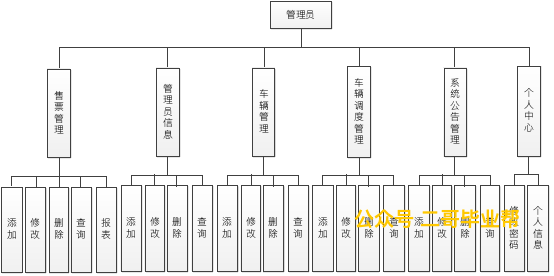 管理员
售票管理
管理员信息
车辆管理
车辆调度管理
系统公告管理
个人中心
添加
修改
删除
查询
报表
添加
修改
删除
查询
添加
修改
删除
查询
添加
修改
删除
查询
添加
修改
删除
查询
修改密码
个人信息
公众号:二哥毕业帮